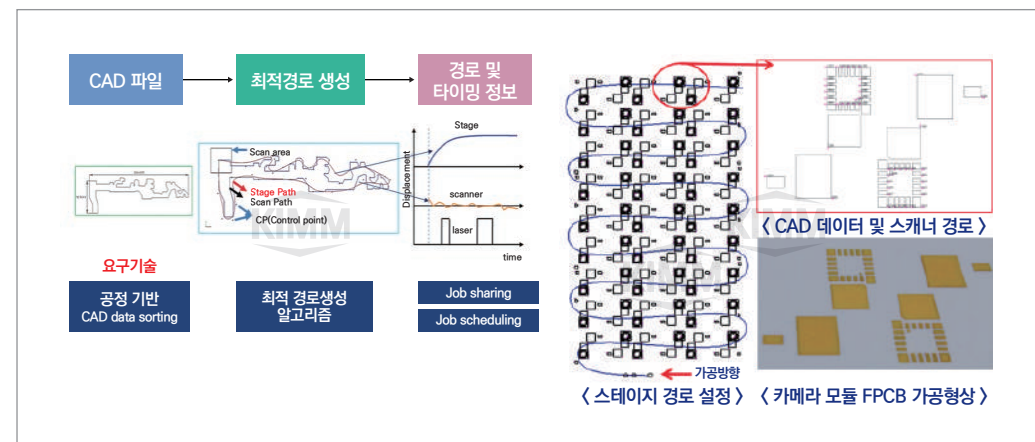 CAD 파일
최적경로 생성
경로 및
타이밍 정보
Scan area
Stage Path
Scan Path
CP(Control point)
Displacement
Stage
scanner
laser
time
KIMM
요구기술
공정 기반
CAD data sorting
최적 경로생성
알고리즘
Job sharing
Job scheduling
KIMM
KIMM
가공방향
〈 스테이지 경로 설정 〉
〈 CAD 데이터 및 스캐너 경로 〉
〈 카메라 모듈 FPCB 가공형상 〉